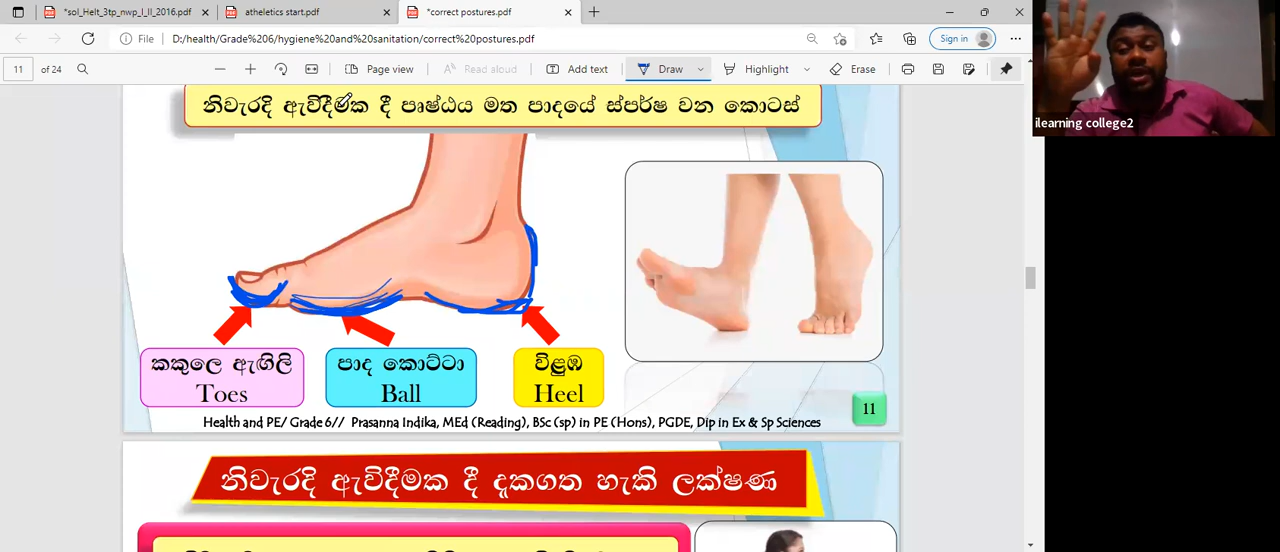 *sol_Helt_3tp_nwp_I_II_2016.pdf
atheletics start.pdf
*correct postures.pdf
File
D:/health/Grade%206/hygiene%20and%20sanitation/correct%20postures.pdf
Sign in
11 of 24
Page view
Read aloud
Add text
Draw
Highlight
Erase
ilearning college2
නිවැරදි ඇවිදීමක දී පෘෂ්ඨය මත පාදයේ ස්පර්ෂ වන කොටස්
කකුලෙ ඇඟිලි
Toes
පාද කොට්ටා
Ball
විළුඹ
Heel
11
Health and PE/ Grade 6// Prasanna Indika, MEd (Reading), BSc (sp) in PE (Hons), PGDE, Dip in Ex & Sp Sciences
නිවැරදි ඇවිදීමක දී දැකගත හැකි ලක්ෂණ